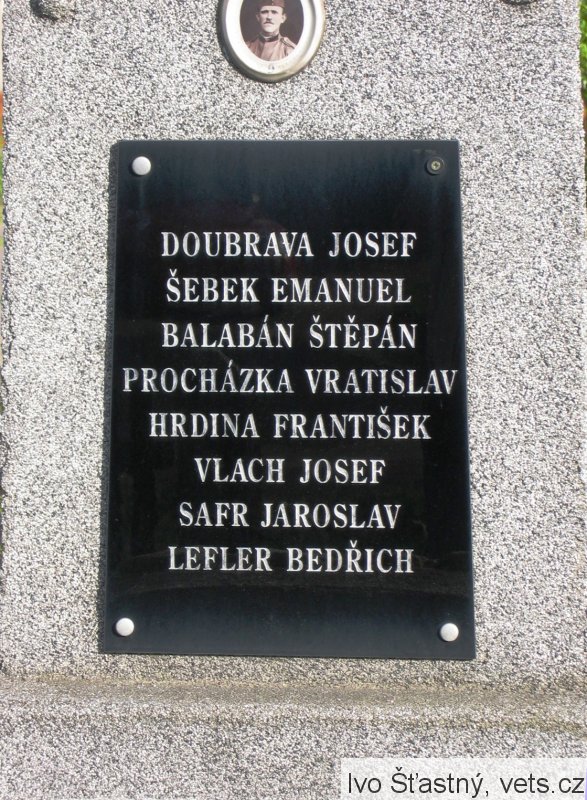 DOUBRAVA JOSEF
ŠEBEK EMANUEL
BALABÁN ŠTĚPÁN
PROCHÁZKA VRATISLAV
HRDINA FRANTIŠEK
VLACH JOSEF
SAFR JAROSLAV
LEFLER BEDŘICH
Ivo Šťastný, vets.cz